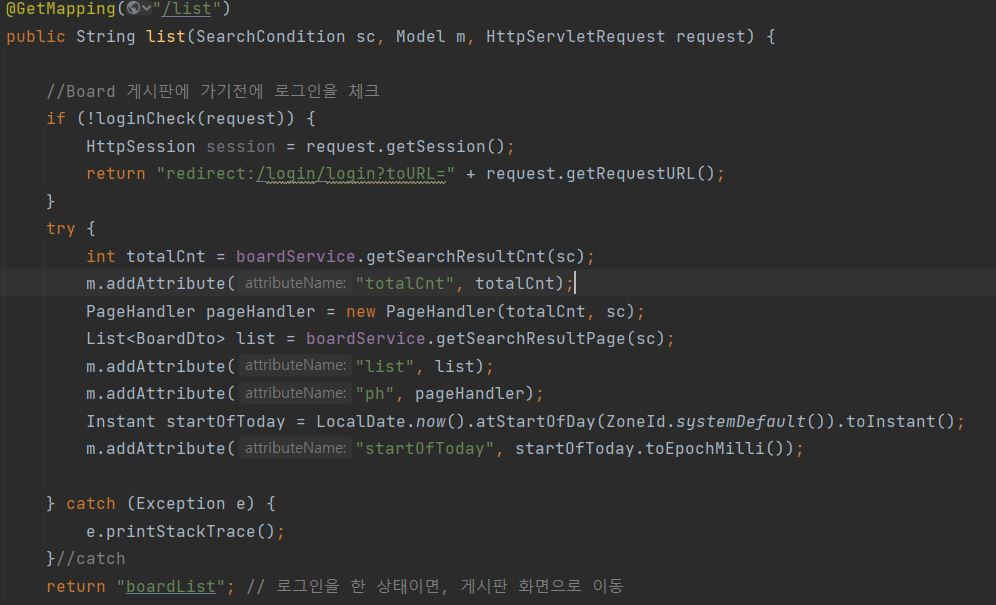 @GetMapping("/list")
public String list(SearchCondition sc, Model m, HttpServletRequest request) {
//Board 게시판에 가기전에 로그인을 체크
if (!loginCheck(request)) {
HttpSession session = request.getSession();
return "redirect:/login/login?toURL=" + request.getRequestURL();
}
try {
int totalCnt = boardService.getSearchResultCnt(sc);
m.addAttribute( attributeName: "totalCnt", totalCnt);
PageHandler pageHandler = new PageHandler(totalCnt, sc);
List<BoardDto> list = boardService.getSearchResultPage(sc);
m.addAttribute( attributeName: "list", list);
m.addAttribute( attributeName: "ph", pageHandler);
Instant startOfToday = LocalDate.now().atStartOfDay(ZoneId.systemDefault()).toInstant();
m.addAttribute( attributeName: "startOfToday", startOfToday.toEpochMilli());
} catch (Exception e) {
e.printStackTrace();
}//catch
return "boardList"; // 로그인을 한 상태이면, 게시판 화면으로 이동